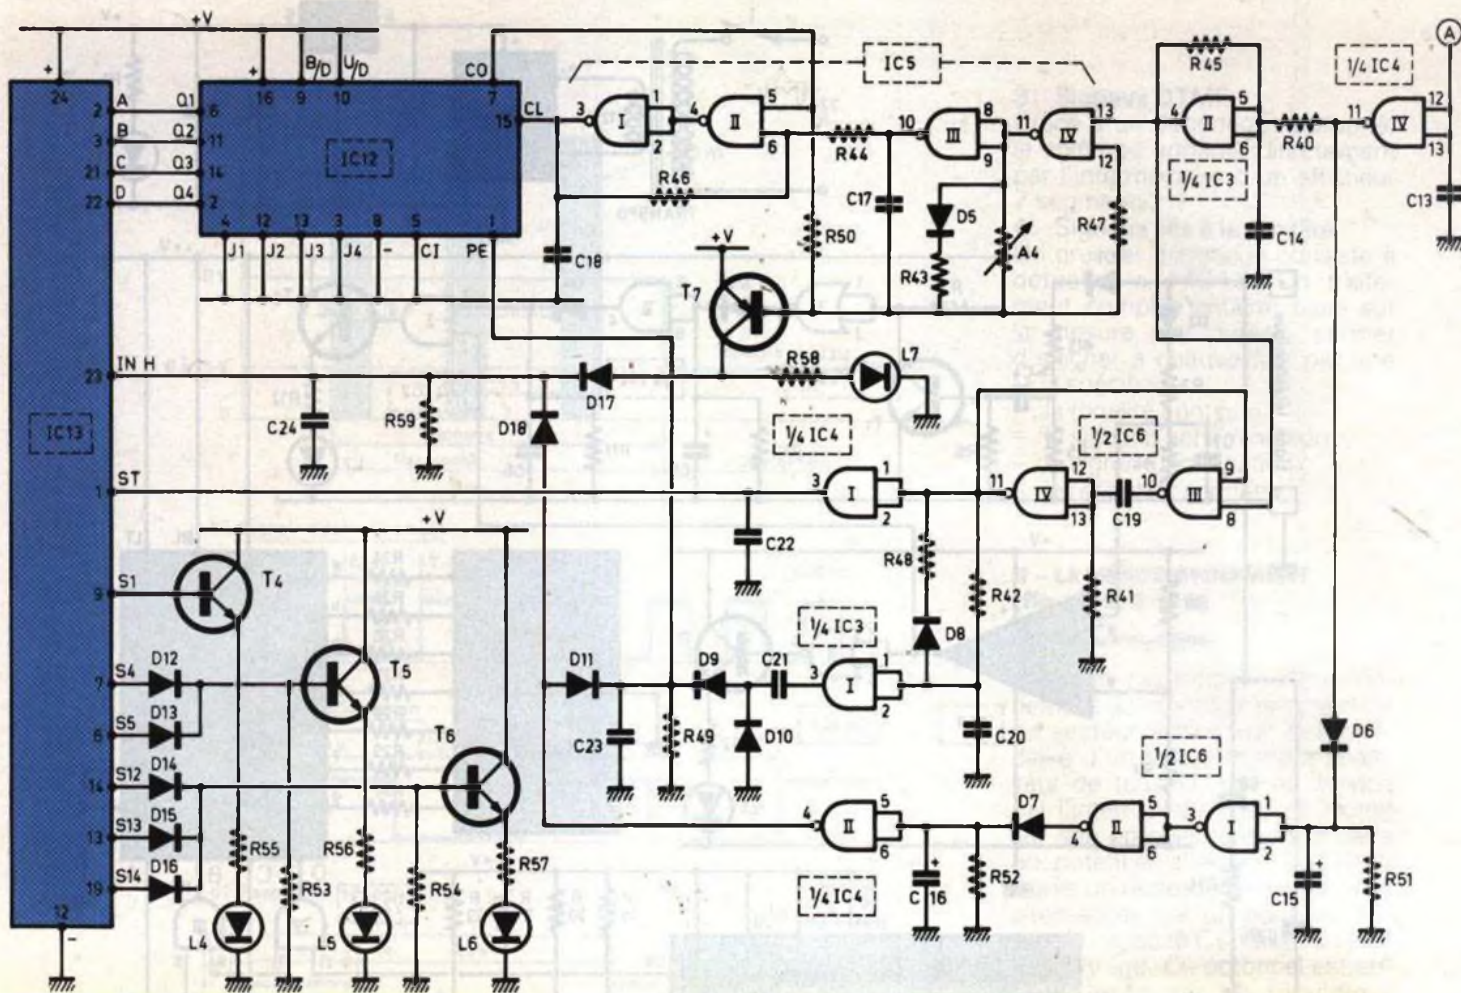 +V
IC5
R45
1/4 IC4
A
+ B/D U/D CO
24 16 9 10 7
2 A Q1 6
3 B Q2 11
21 C Q3 14
22 D Q4 2
IC12
15 CL
3 I 1 2
4 II 5 6
R44
10 III 8 9
11 IV 13 12
4 II 5 6
R40
11 IV 12 13
1/4 IC3
R46
C17
D5
R47
C14
C13
4 12 13 3 8 5 1
J1 J2 J3 J4 - CI PE
C18
R50
R43
A4
+V
T7
IN H
23
R58
L7
IC13
C24
R59
D18
D17
1/4 IC4
1/2 IC6
ST
1
3 I 1 2
11 IV 12 13
C19
10 III 9 8
+V
C22
R48
R42
R41
S1
9
T4
1/4 IC3
D8
S4
7
D12
T5
D11
D9
C21
3 I 1 2
S5
6
D13
T6
C23
R49
D10
C20
D6
1/2 IC6
S12
14
D14
S13
13
D15
4 II 5 6
D7
4 II 5 6
3 I 1 2
S14
19
D16
R55
R53
R56
R54
R57
1/4 IC4
C16 +
R52
C15 +
R51
12
-
L4
L5
L6